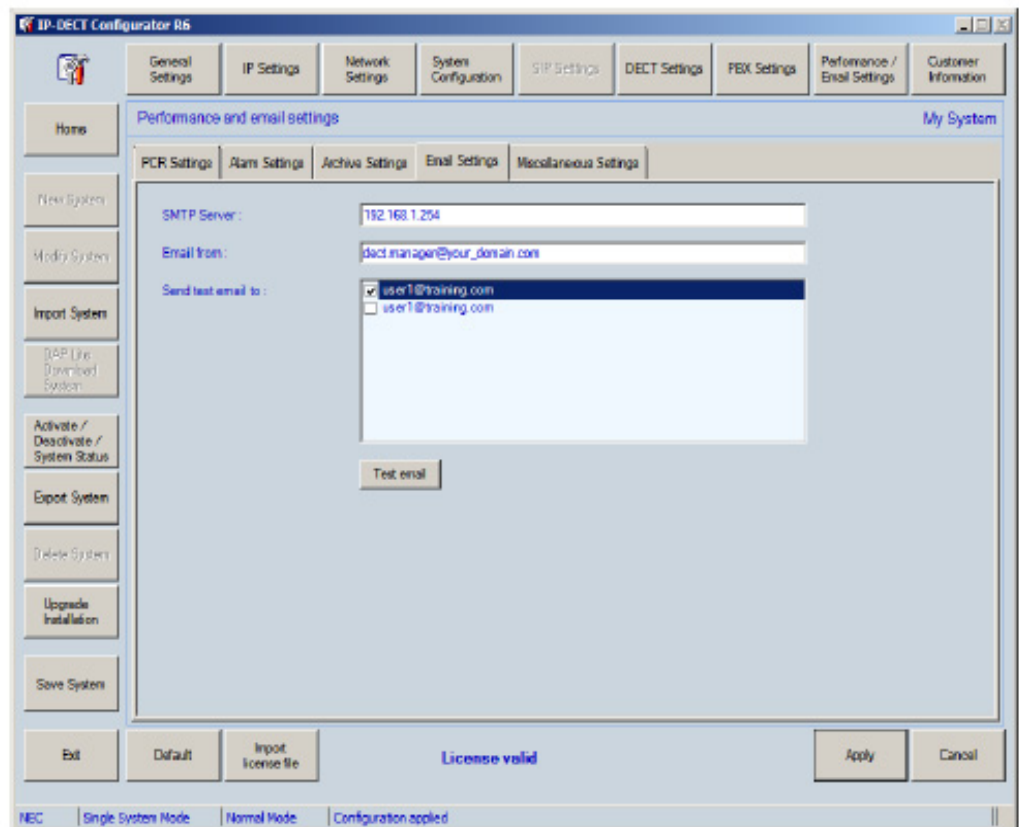 IP-DECT Configurator R6
General
Settings
IP Settings
Network
Settings
System
Configuration
SIP Settings
DECT Settings
PBX Settings
Performance /
Email Settings
Customer
Information
Home
New System
Modify System
Import System
DAP Lite
Download
System
Activate /
Deactivate /
System Status
Export System
Delete System
Upgrade
Installation
Save System
Exit
Performance and email settings
My System
PCR Settings
Alarm Settings
Archive Settings
Email Settings
Miscellaneous Settings
SMTP Server :
192.168.1.254
Email from :
dect.manager@your_domain.com
Send test email to :
user1@training.com
user1@training.com
Test email
Default
Import
license file
License valid
Apply
Cancel
NEC
Single System Mode
Normal Mode
Configuration applied